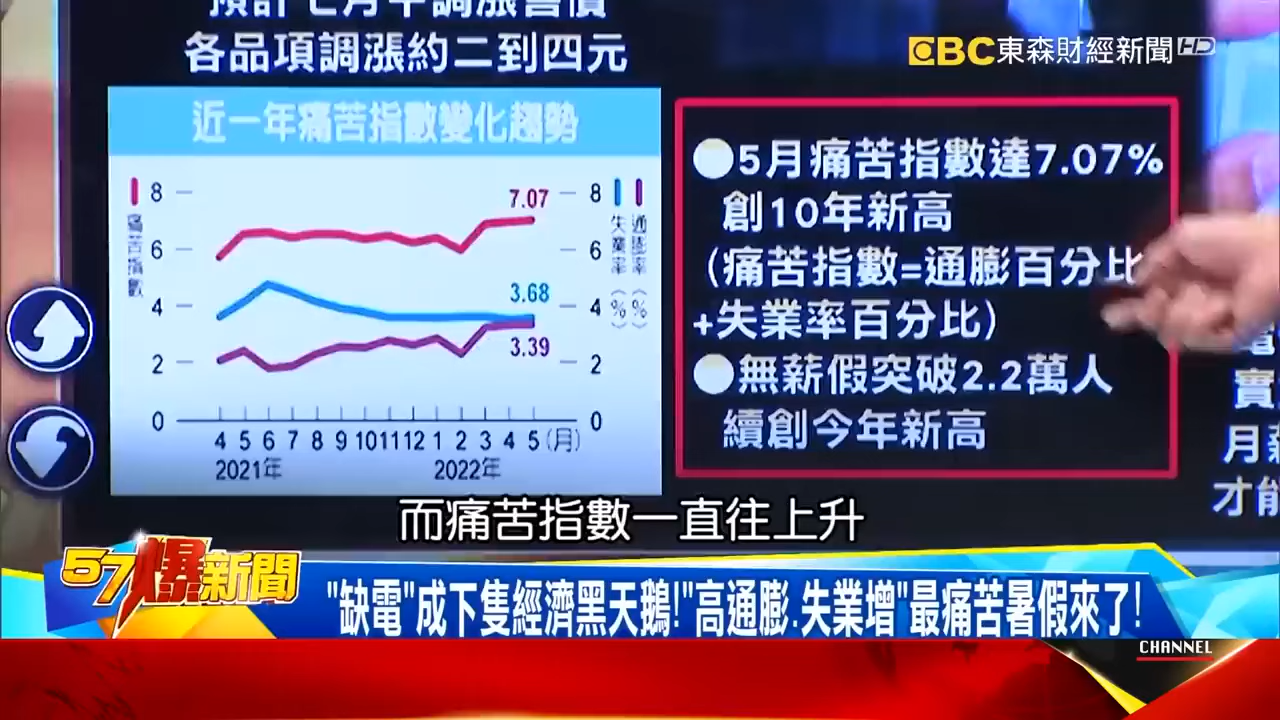 預計七月中調漲售價
各品項調漲約二到四元
EBC東森財經新聞HD
近一年痛苦指數變化趨勢
痛苦指數
8
6
4
2
0
7.07
3.68
3.39
8
6
4
2
0
失業率(%)
通膨率(%)
4 5 6 7 8 9 10 11 12 1 2 3 4 5(月)
2021年 2022年
●5月痛苦指數達7.07%
創10年新高
(痛苦指數=通膨百分比
+失業率百分比)
●無薪假突破2.2萬人
續創今年新高
實
月薪
才能
而痛苦指數一直往上升
57爆新聞
"缺電"成下隻經濟黑天鵝!"高通膨.失業增"最痛苦暑假來了!
CHANNEL